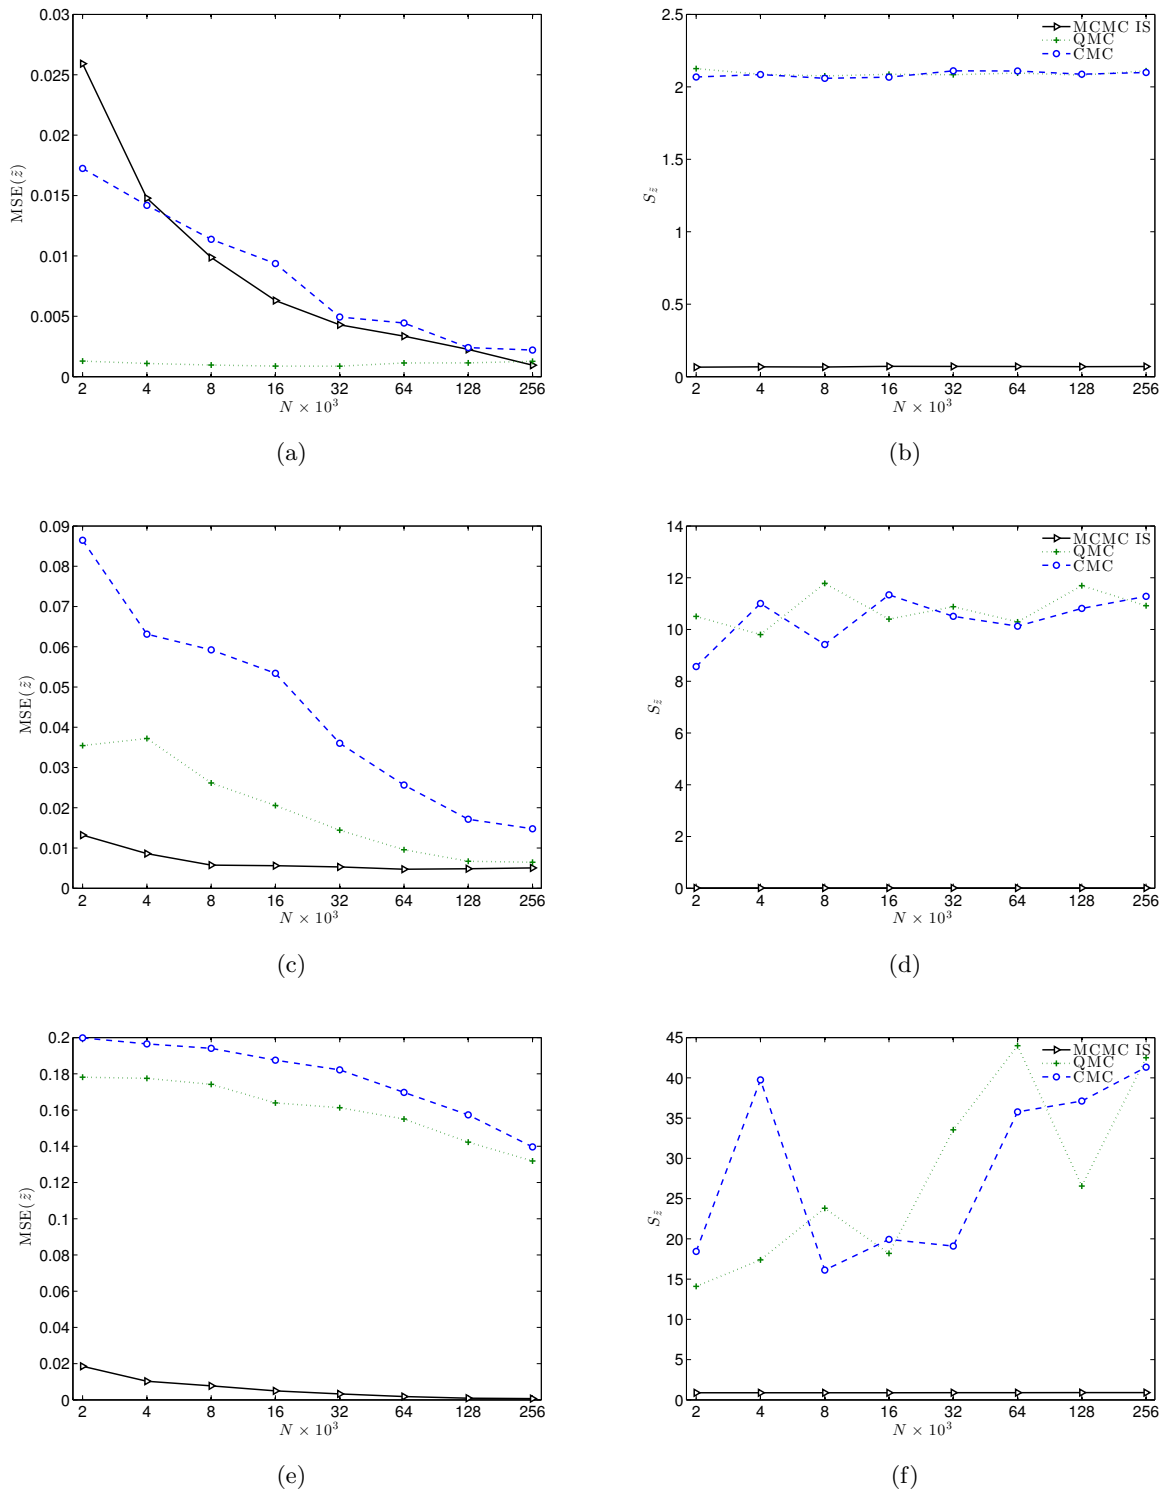 0.03
0.025
0.02
0.015
0.01
0.005
0
MSE(z̃)
2 4 8 16 32 64 128 256
N × 10³
(a)
2.5
2
1.5
1
0.5
0
S_z̃
MCMC IS
QMC
CMC
2 4 8 16 32 64 128 256
N × 10³
(b)
0.09
0.08
0.07
0.06
0.05
0.04
0.03
0.02
0.01
0
MSE(z̃)
2 4 8 16 32 64 128 256
N × 10³
(c)
14
12
10
8
6
4
2
0
S_z̃
MCMC IS
QMC
CMC
2 4 8 16 32 64 128 256
N × 10³
(d)
0.2
0.18
0.16
0.14
0.12
0.1
0.08
0.06
0.04
0.02
0
MSE(z̃)
2 4 8 16 32 64 128 256
N × 10³
(e)
45
40
35
30
25
20
15
10
5
0
S_z̃
MCMC IS
QMC
CMC
2 4 8 16 32 64 128 256
N × 10³
(f)